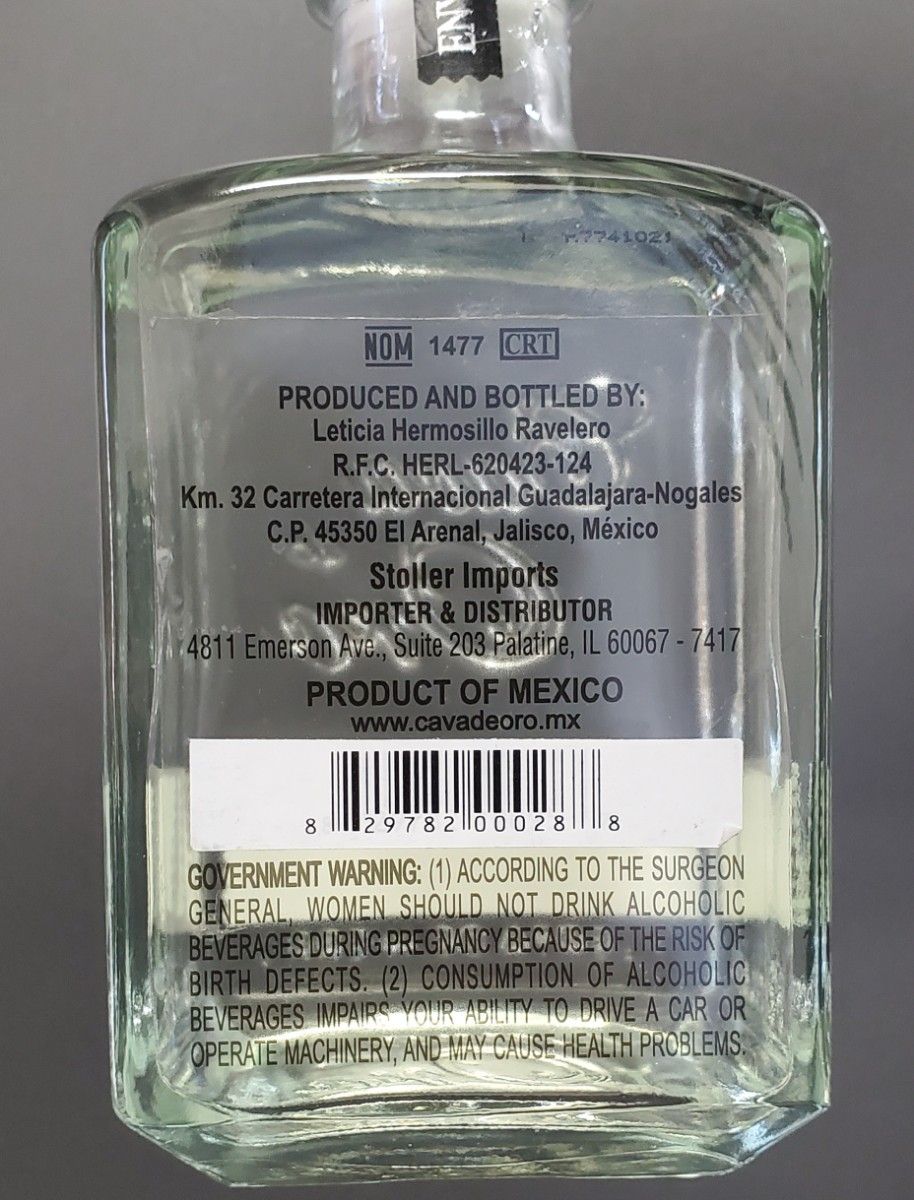 ENV
7741021
NOM 1477 CRT
PRODUCED AND BOTTLED BY:
Leticia Hermosillo Ravelero
R.F.C. HERL-620423-124
Km. 32 Carretera Internacional Guadalajara-Nogales
C.P. 45350 El Arenal, Jalisco, México
Stoller Imports
IMPORTER & DISTRIBUTOR
4811 Emerson Ave., Suite 203 Palatine, IL 60067 - 7417
PRODUCT OF MEXICO
www.cavadeoro.mx
8 29782 00028 8
GOVERNMENT WARNING: (1) ACCORDING TO THE SURGEON
GENERAL, WOMEN SHOULD NOT DRINK ALCOHOLIC
BEVERAGES DURING PREGNANCY BECAUSE OF THE RISK OF
BIRTH DEFECTS. (2) CONSUMPTION OF ALCOHOLIC
BEVERAGES IMPAIRS YOUR ABILITY TO DRIVE A CAR OR
OPERATE MACHINERY, AND MAY CAUSE HEALTH PROBLEMS.